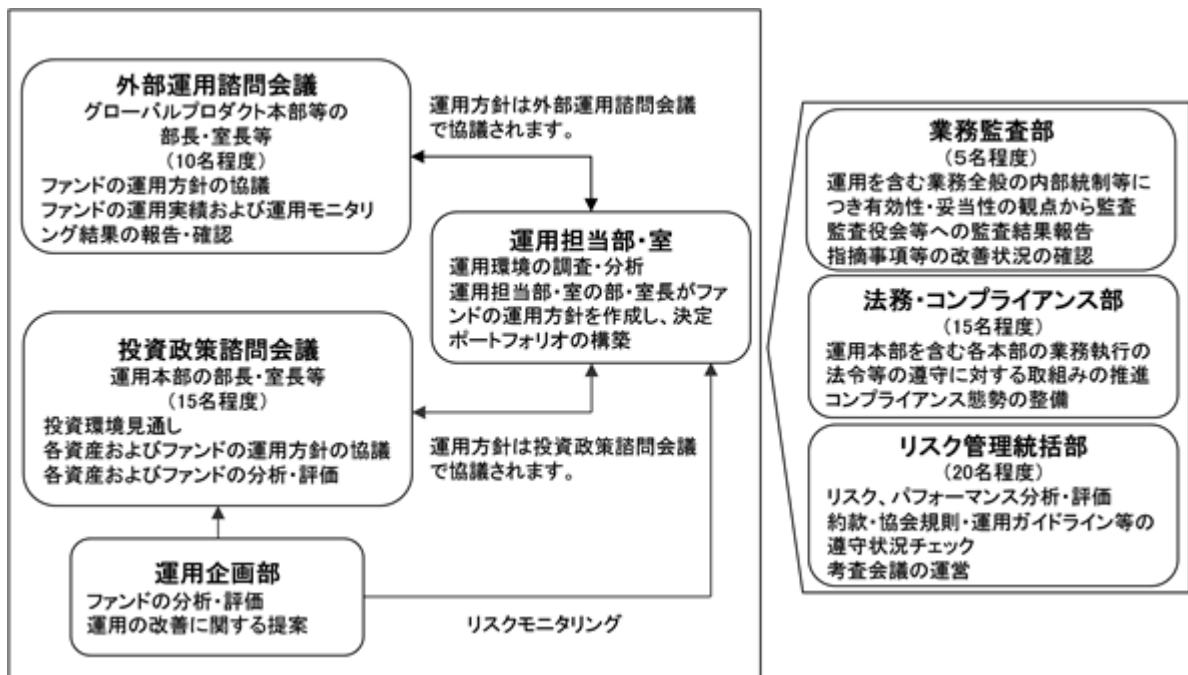 外部運用諮問会議
グローバルプロダクト本部等の
部長・室長等
(10名程度)
ファンドの運用方針の協議
ファンドの運用実績および運用モニタリ
ング結果の報告・確認
運用方針は外部運用諮問会議
で協議されます。
運用担当部・室
運用環境の調査・分析
運用担当部・室の部・室長がファ
ンドの運用方針を作成し、決定
ポートフォリオの構築
投資政策諮問会議
運用本部の部長・室長等
(15名程度)
投資環境見通し
各資産およびファンドの運用方針の協議
各資産およびファンドの分析・評価
運用方針は投資政策諮問会議
で協議されます。
運用企画部
ファンドの分析・評価
運用の改善に関する提案
リスクモニタリング
業務監査部
(5名程度)
運用を含む業務全般の内部統制等に
つき有効性・妥当性の観点から監査
監査役会等への監査結果報告
指摘事項等の改善状況の確認
法務・コンプライアンス部
(15名程度)
運用本部を含む各本部の業務執行の
法令等の遵守に対する取組みの推進
コンプライアンス態勢の整備
リスク管理統括部
(20名程度)
リスク、パフォーマンス分析・評価
約款・協会規則・運用ガイドライン等の
遵守状況チェック
考査会議の運営